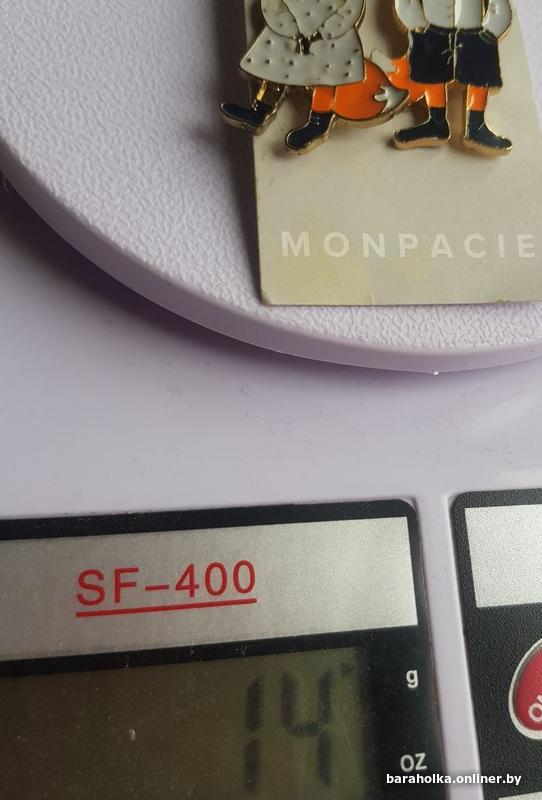 MONPACIE
SF-400
g
14
oz
baraholka.onliner.by